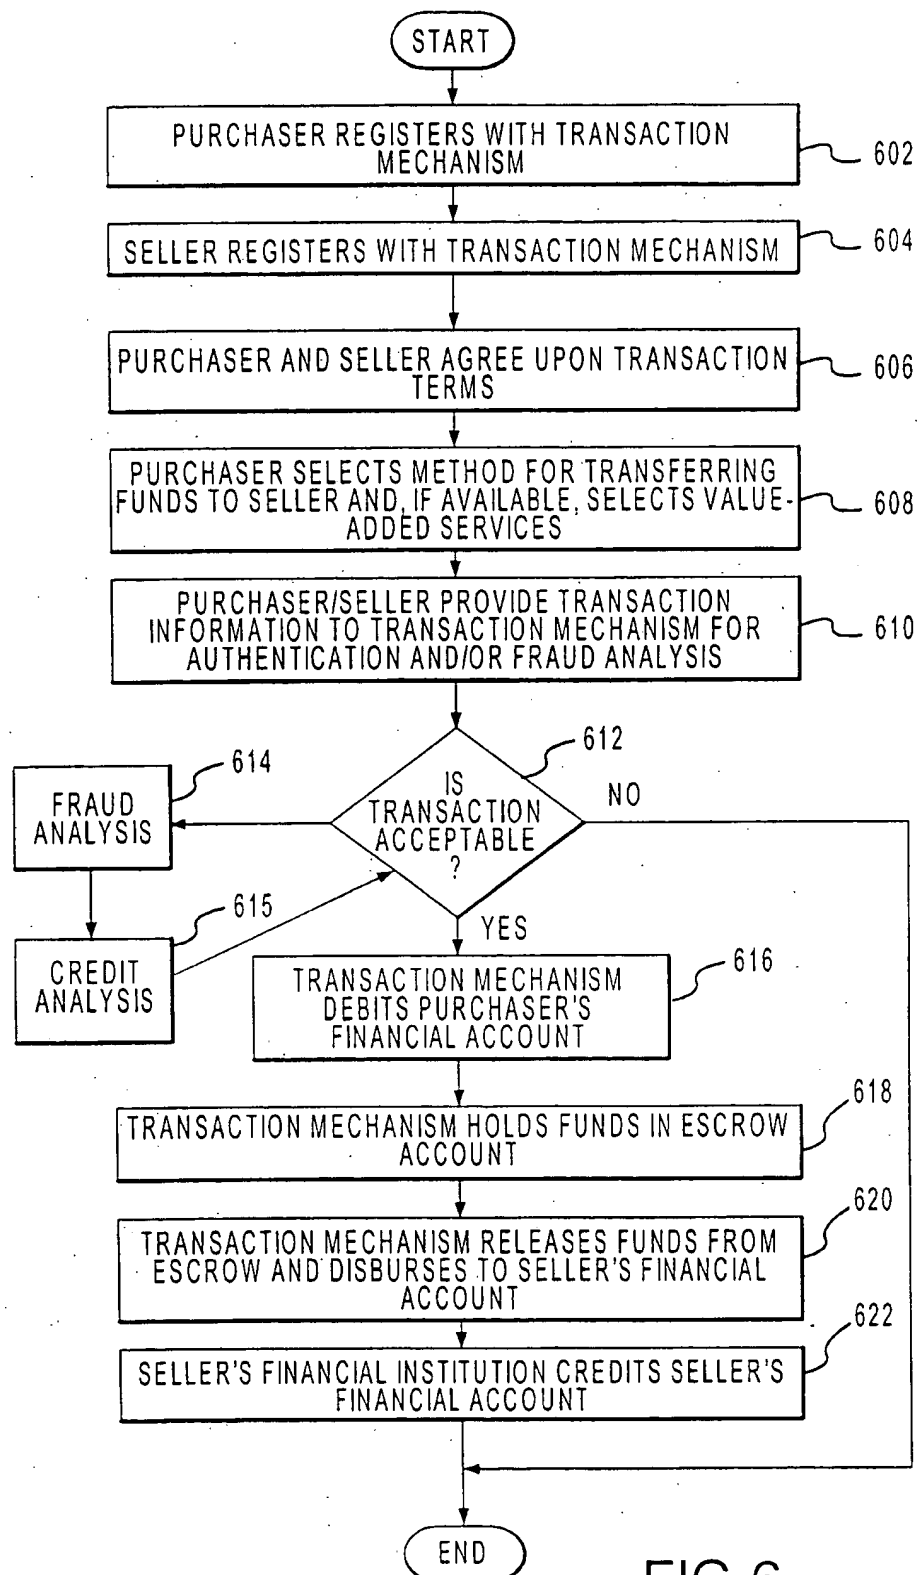 START
PURCHASER REGISTERS WITH TRANSACTION
MECHANISM
602
SELLER REGISTERS WITH TRANSACTION MECHANISM
604
PURCHASER AND SELLER AGREE UPON TRANSACTION
TERMS
606
PURCHASER SELECTS METHOD FOR TRANSFERRING
FUNDS TO SELLER AND, IF AVAILABLE, SELECTS VALUE-
ADDED SERVICES
608
PURCHASER/SELLER PROVIDE TRANSACTION
INFORMATION TO TRANSACTION MECHANISM FOR
AUTHENTICATION AND/OR FRAUD ANALYSIS
610
612
IS
TRANSACTION
ACCEPTABLE
?
NO
614
FRAUD
ANALYSIS
615
CREDIT
ANALYSIS
YES
TRANSACTION MECHANISM
DEBITS PURCHASER'S
FINANCIAL ACCOUNT
616
TRANSACTION MECHANISM HOLDS FUNDS IN ESCROW
ACCOUNT
618
TRANSACTION MECHANISM RELEASES FUNDS FROM
ESCROW AND DISBURSES TO SELLER'S FINANCIAL
ACCOUNT
620
SELLER'S FINANCIAL INSTITUTION CREDITS SELLER'S
FINANCIAL ACCOUNT
622
END
FIG.6